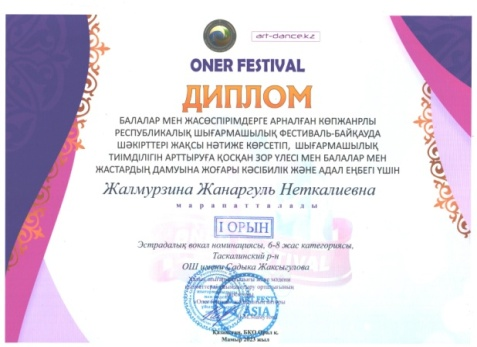 art-dance.kz
ONER FESTIVAL
ДИПЛОМ
БАЛАЛАР МЕН ЖАСӨСПІРІМДЕРГЕ АРНАЛҒАН КӨПЖАНРЛЫ
РЕСПУБЛИКАЛЫҚ ШЫҒАРМАШЫЛЫҚ ФЕСТИВАЛЬ-БАЙҚАУДА
ШӘКІРТТЕРІ ЖАҚСЫ НӘТИЖЕ КӨРСЕТІП, ШЫҒАРМАШЫЛЫҚ
ТИІМДІЛІГІН АРТТЫРУҒА ҚОСҚАН ЗОР ҮЛЕСІ МЕН БАЛАЛАР МЕН
ЖАСТАРДЫҢ ДАМУЫНА ЖОҒАРЫ КӘСІБИЛІК ЖӘНЕ АДАЛ ЕҢБЕГІ ҮШІН
Жалмурзина Жанаргуль Неткалиевна
марапатталады
I ОРЫН
Эстрадалық вокал номинациясы, 6-8 жас категориясы,
Таскалинский р-н
ОШ имени Садыка Жаксыгулова
ART FEST
ASIA
Қазақстан, БҚО,Орал қ.
Мамыр 2023 жыл